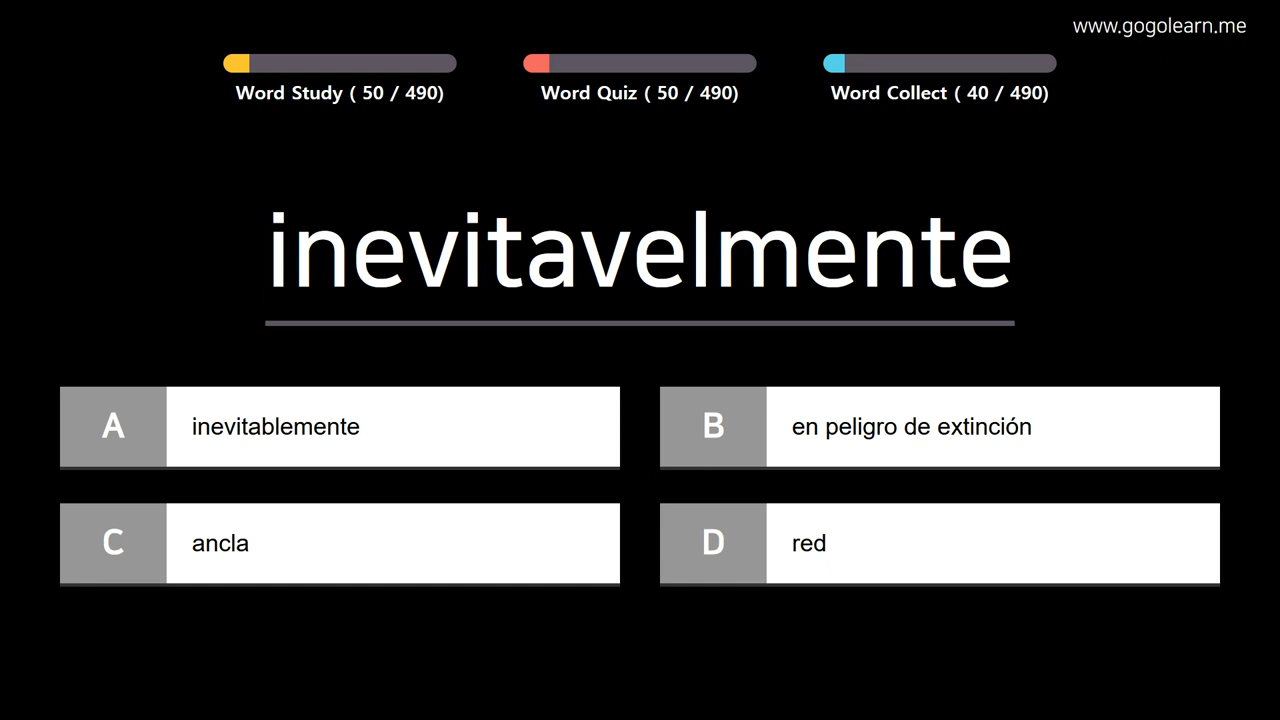 www.gogolearn.me
Word Study ( 50 / 490)
Word Quiz ( 50 / 490)
Word Collect ( 40 / 490)
inevitavelmente
A inevitablemente
B en peligro de extinción
C ancla
D red